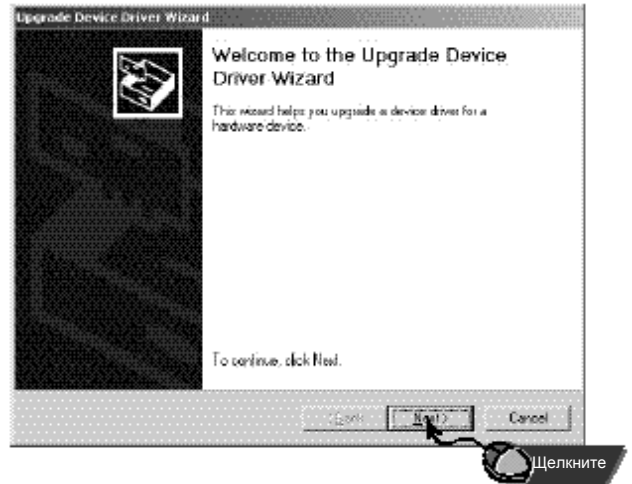 Upgrade Device Driver Wizard
Welcome to the Upgrade Device
Driver Wizard
This wizard helps you upgrade a device driver for a
hardware device.
To continue, click Next.
< Back
Next >
Cancel
Щелкните